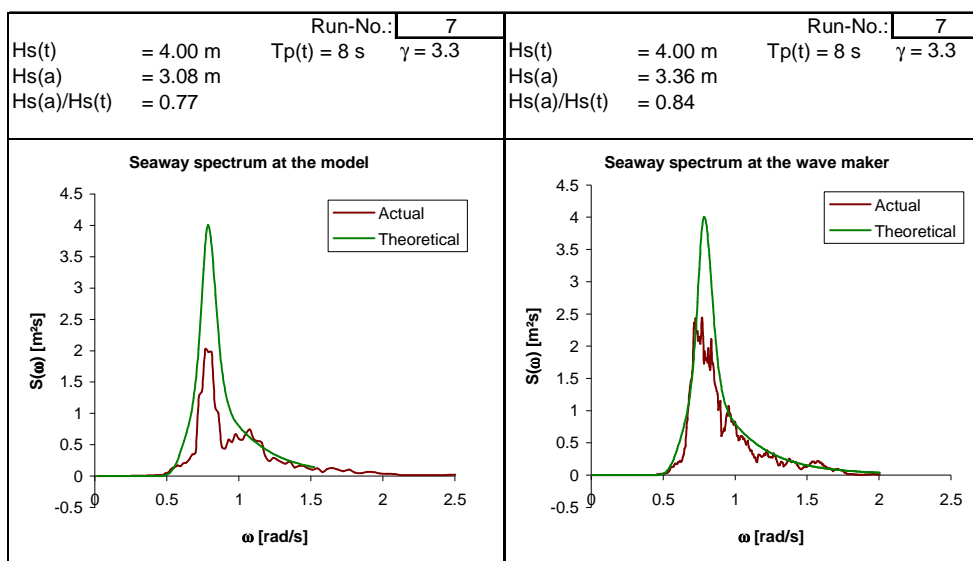 Run-No.: 7
Hs(t) = 4.00 m Tp(t) = 8 s γ = 3.3
Hs(a) = 3.08 m
Hs(a)/Hs(t) = 0.77
Seaway spectrum at the model
4.5
4
3.5
3
2.5
2
1.5
1
0.5
0
-0.5
S(ω) [m²s]
Actual
Theoretical
0 0.5 1 1.5 2 2.5
ω [rad/s]
Run-No.: 7
Hs(t) = 4.00 m Tp(t) = 8 s γ = 3.3
Hs(a) = 3.36 m
Hs(a)/Hs(t) = 0.84
Seaway spectrum at the wave maker
4.5
4
3.5
3
2.5
2
1.5
1
0.5
0
-0.5
S(ω) [m²s]
Actual
Theoretical
0 0.5 1 1.5 2 2.5
ω [rad/s]